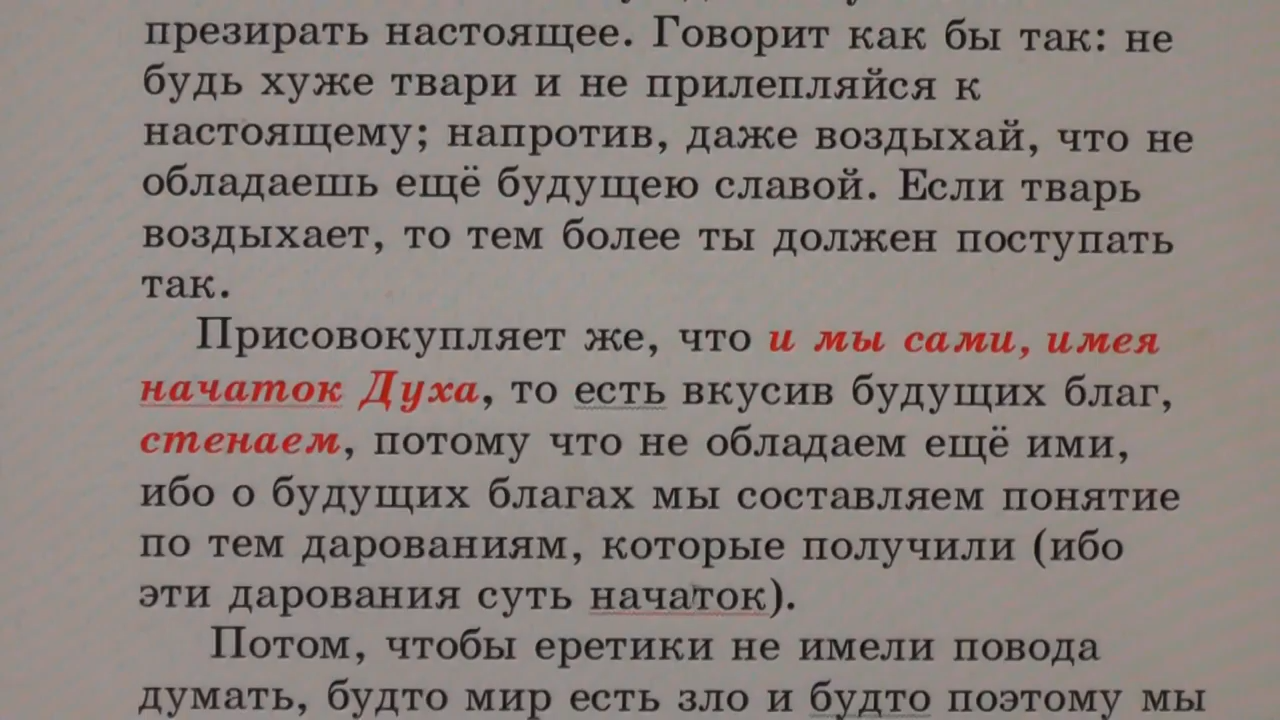 презирать настоящее. Говорит как бы так: не
будь хуже твари и не прилепляйся к
настоящему; напротив, даже воздыхай, что не
обладаешь ещё будущею славой. Если тварь
воздыхает, то тем более ты должен поступать
так.
Присовокупляет же, что и мы сами, имея
начаток Духа, то есть вкусив будущих благ,
стенаем, потому что не обладаем ещё ими,
ибо о будущих благах мы составляем понятие
по тем дарованиям, которые получили (ибо
эти дарования суть начаток).
Потом, чтобы еретики не имели повода
думать, будто мир есть зло и будто поэтому мы